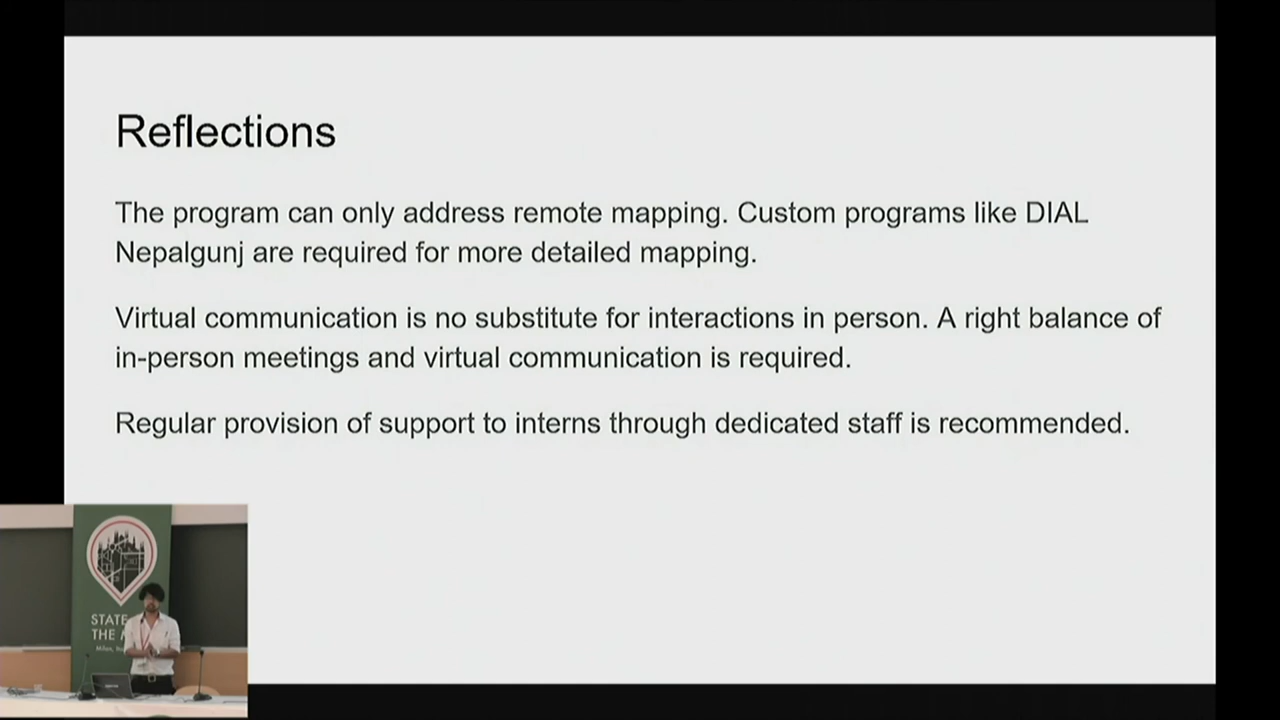 Reflections
The program can only address remote mapping. Custom programs like DIAL
Nepalgunj are required for more detailed mapping.
Virtual communication is no substitute for interactions in person. A right balance of
in-person meetings and virtual communication is required.
Regular provision of support to interns through dedicated staff is recommended.
STATE
THE
Milan,